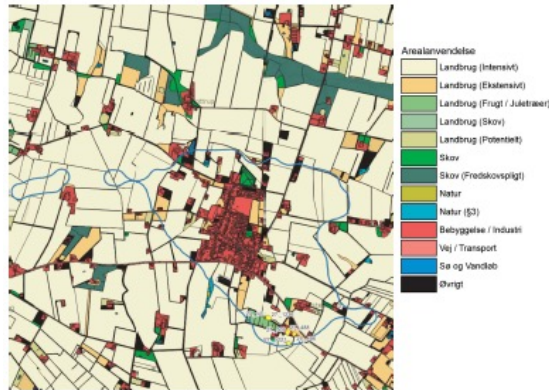 Arealanvendelse
Landbrug (Intensivt)
Landbrug (Ekstensivt)
Landbrug (Frugt / Juletræer)
Landbrug (Skov)
Landbrug (Potentielt)
Skov
Skov (Fredskovspligt)
Natur
Natur (§3)
Bebyggelse / Industri
Vej / Transport
Sø og Vandløb
Øvrigt